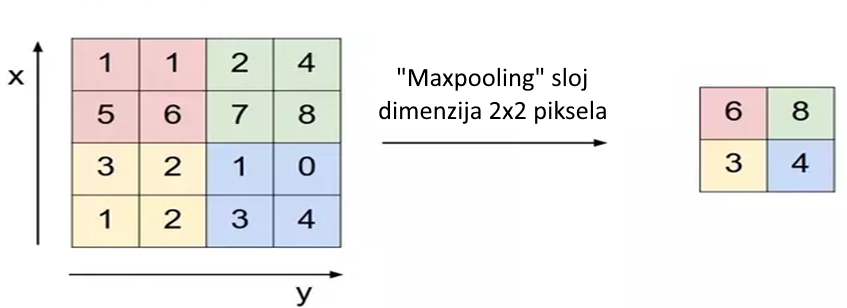 x
1 1 2 4
5 6 7 8
3 2 1 0
1 2 3 4
y
"Maxpooling" sloj
dimenzija 2x2 piksela
6 8
3 4